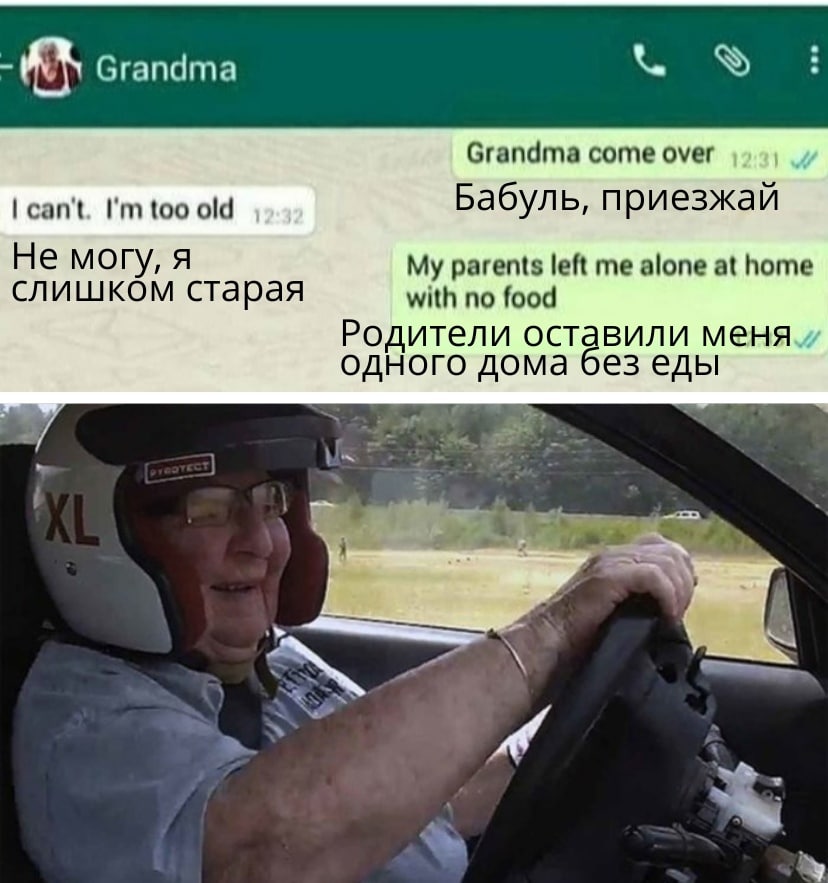 Grandma
Grandma come over 12:31
Бабуль, приезжай
I can't. I'm too old 12:32
Не могу, я
слишком старая
My parents left me alone at home
with no food
Родители оставили меня
одного дома без еды
PYROTECT
XL